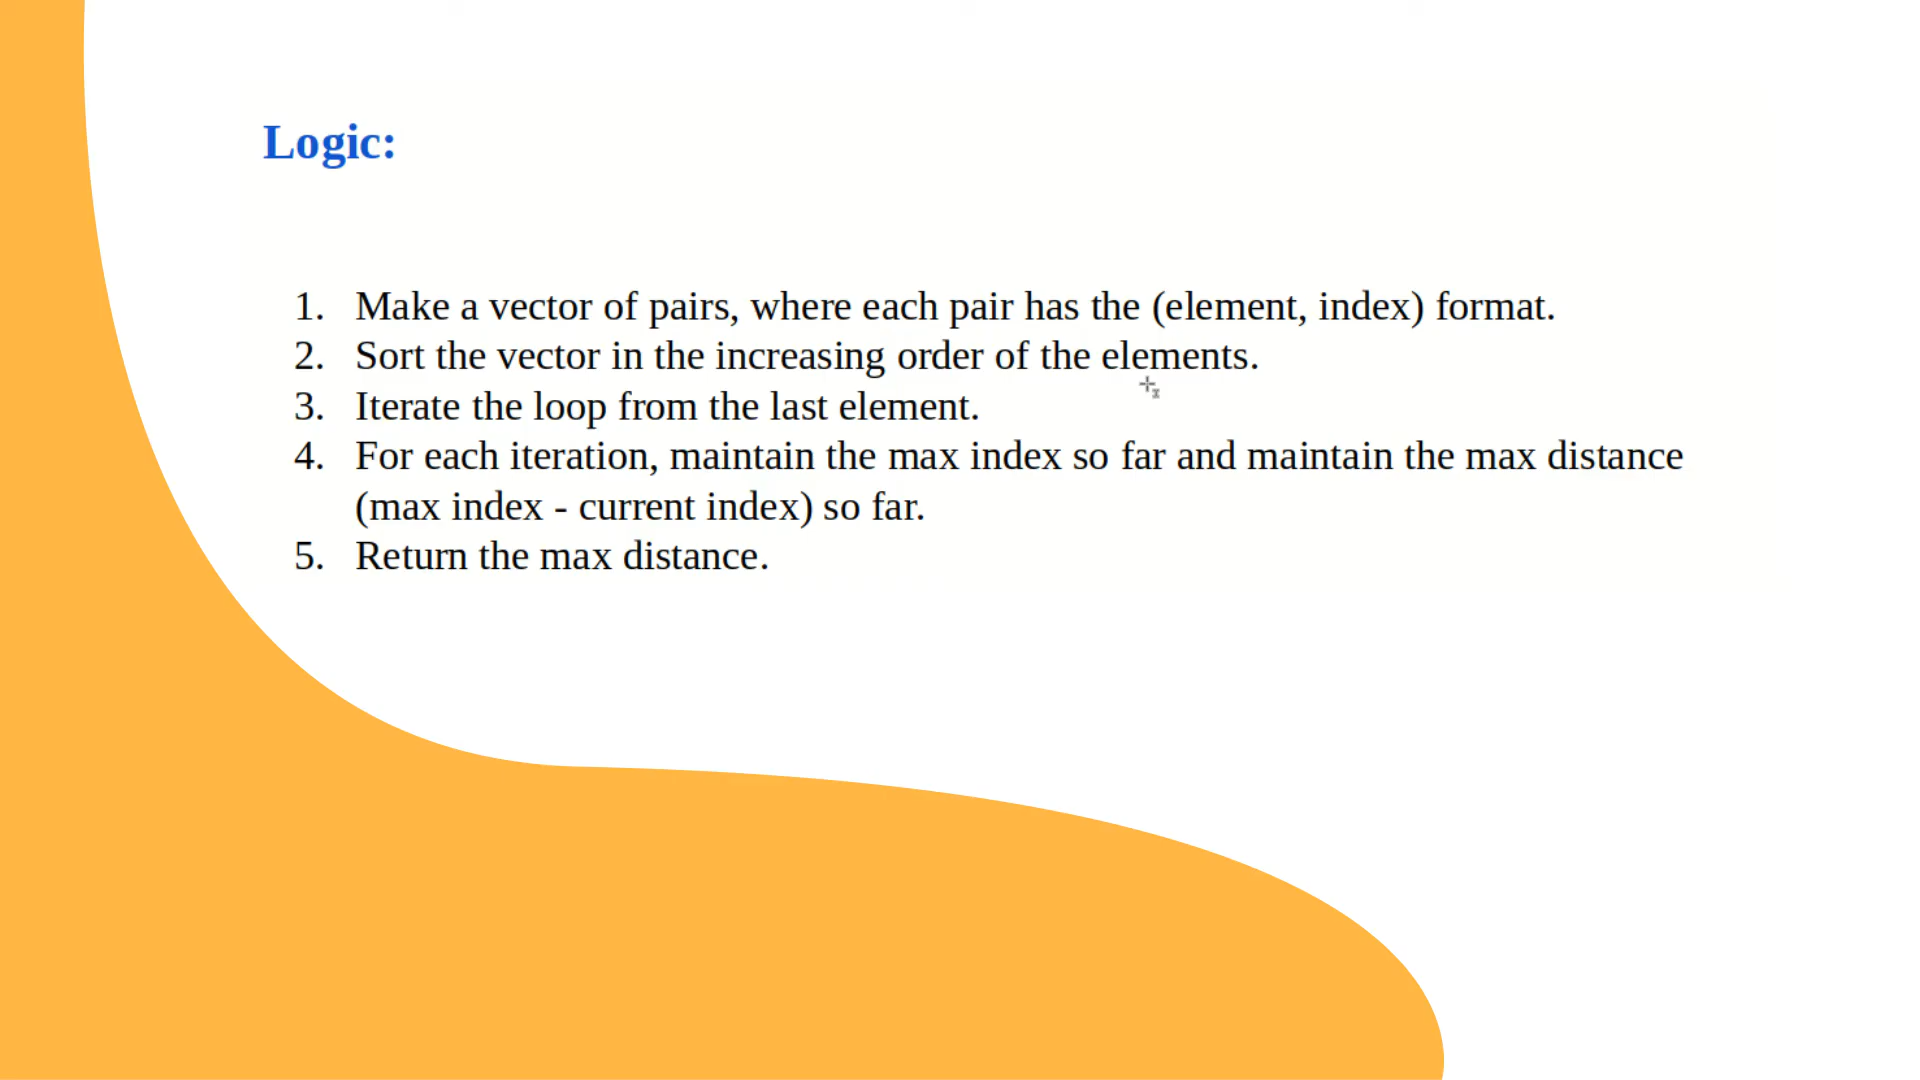 Logic:
1. Make a vector of pairs, where each pair has the (element, index) format.
2. Sort the vector in the increasing order of the elements.
3. Iterate the loop from the last element.
4. For each iteration, maintain the max index so far and maintain the max distance
(max index - current index) so far.
5. Return the max distance.